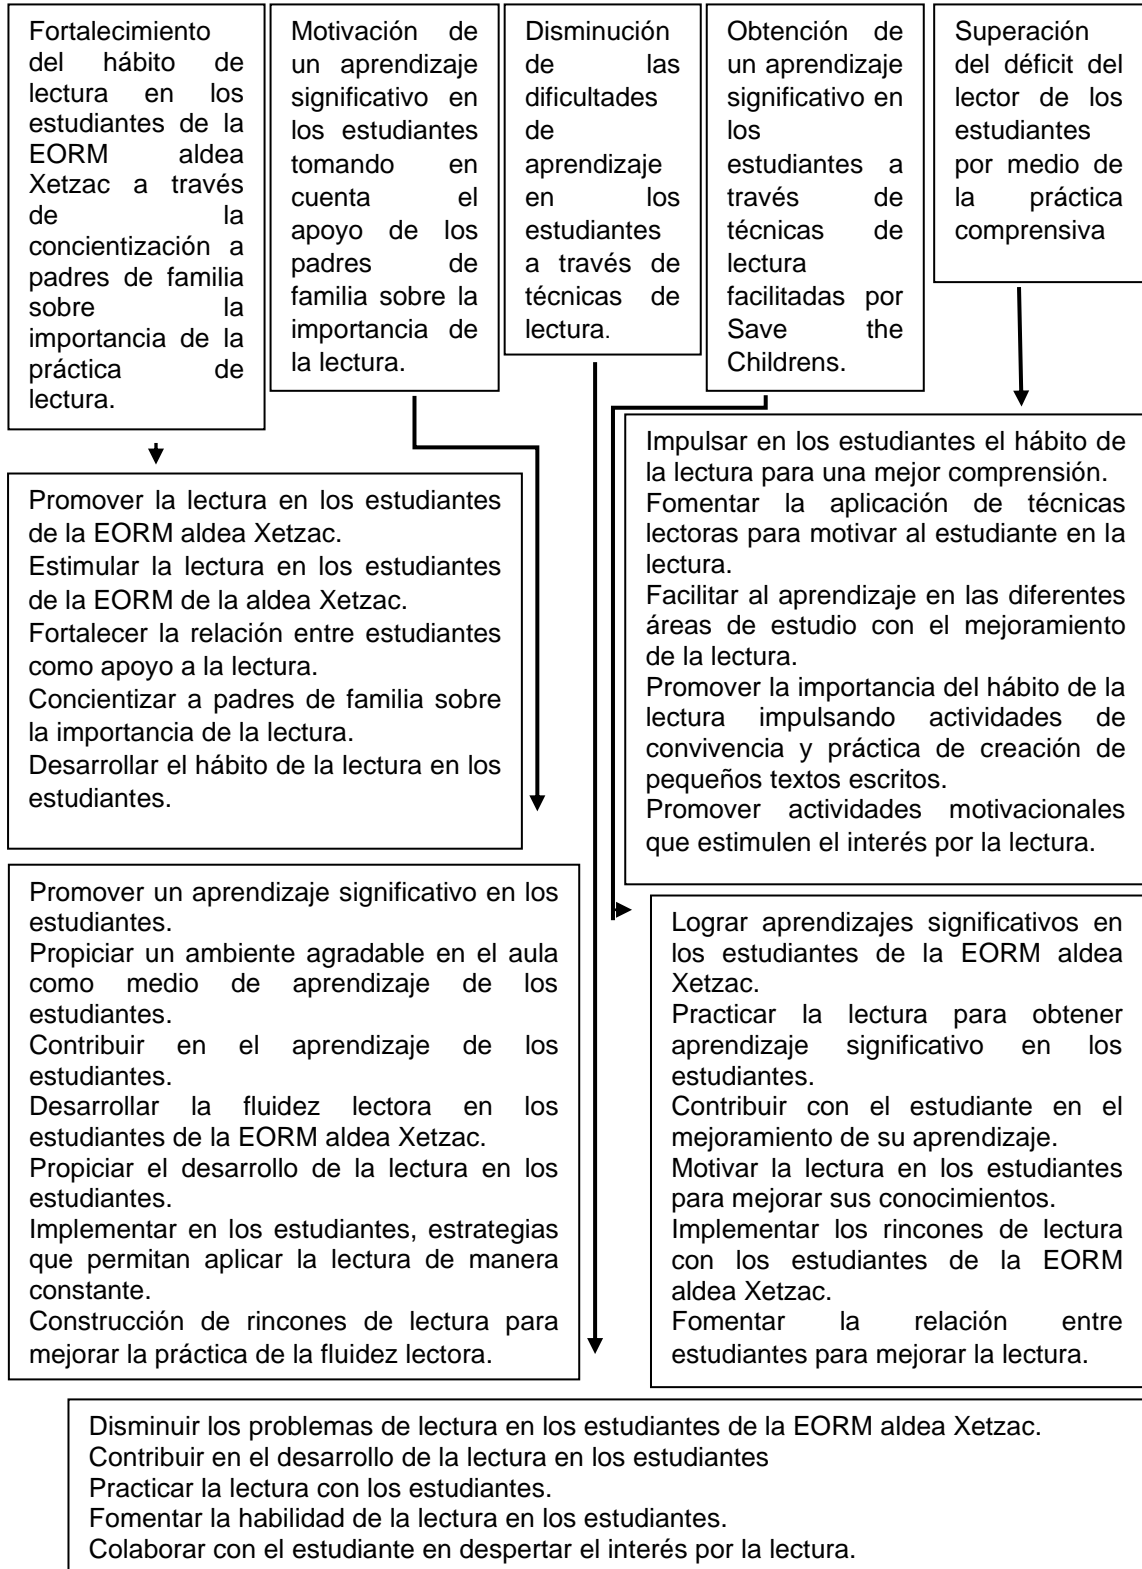 Fortalecimiento
del hábito de
lectura en los
estudiantes de la
EORM aldea
Xetzac a través
de la
concientización a
padres de familia
sobre la
importancia de la
práctica de
lectura.
Motivación de
un aprendizaje
significativo en
los estudiantes
tomando en
cuenta el
apoyo de los
padres de
familia sobre la
importancia de
la lectura.
Disminución
de las
dificultades
de
aprendizaje
en los
estudiantes
a través de
técnicas de
lectura.
Obtención de
un aprendizaje
significativo en
los
estudiantes a
través de
técnicas de
lectura
facilitadas por
Save the
Childrens.
Superación
del déficit del
lector de los
estudiantes
por medio de
la práctica
comprensiva
Promover la lectura en los estudiantes
de la EORM aldea Xetzac.
Estimular la lectura en los estudiantes
de la EORM de la aldea Xetzac.
Fortalecer la relación entre estudiantes
como apoyo a la lectura.
Concientizar a padres de familia sobre
la importancia de la lectura.
Desarrollar el hábito de la lectura en los
estudiantes.
Impulsar en los estudiantes el hábito de
la lectura para una mejor comprensión.
Fomentar la aplicación de técnicas
lectoras para motivar al estudiante en la
lectura.
Facilitar al aprendizaje en las diferentes
áreas de estudio con el mejoramiento
de la lectura.
Promover la importancia del hábito de la
lectura impulsando actividades de
convivencia y práctica de creación de
pequeños textos escritos.
Promover actividades motivacionales
que estimulen el interés por la lectura.
Promover un aprendizaje significativo en los
estudiantes.
Propiciar un ambiente agradable en el aula
como medio de aprendizaje de los
estudiantes.
Contribuir en el aprendizaje de los
estudiantes.
Desarrollar la fluidez lectora en los
estudiantes de la EORM aldea Xetzac.
Propiciar el desarrollo de la lectura en los
estudiantes.
Implementar en los estudiantes, estrategias
que permitan aplicar la lectura de manera
constante.
Construcción de rincones de lectura para
mejorar la práctica de la fluidez lectora.
Lograr aprendizajes significativos en
los estudiantes de la EORM aldea
Xetzac.
Practicar la lectura para obtener
aprendizaje significativo en los
estudiantes.
Contribuir con el estudiante en el
mejoramiento de su aprendizaje.
Motivar la lectura en los estudiantes
para mejorar sus conocimientos.
Implementar los rincones de lectura
con los estudiantes de la EORM
aldea Xetzac.
Fomentar la relación entre
estudiantes para mejorar la lectura.
Disminuir los problemas de lectura en los estudiantes de la EORM aldea Xetzac.
Contribuir en el desarrollo de la lectura en los estudiantes
Practicar la lectura con los estudiantes.
Fomentar la habilidad de la lectura en los estudiantes.
Colaborar con el estudiante en despertar el interés por la lectura.